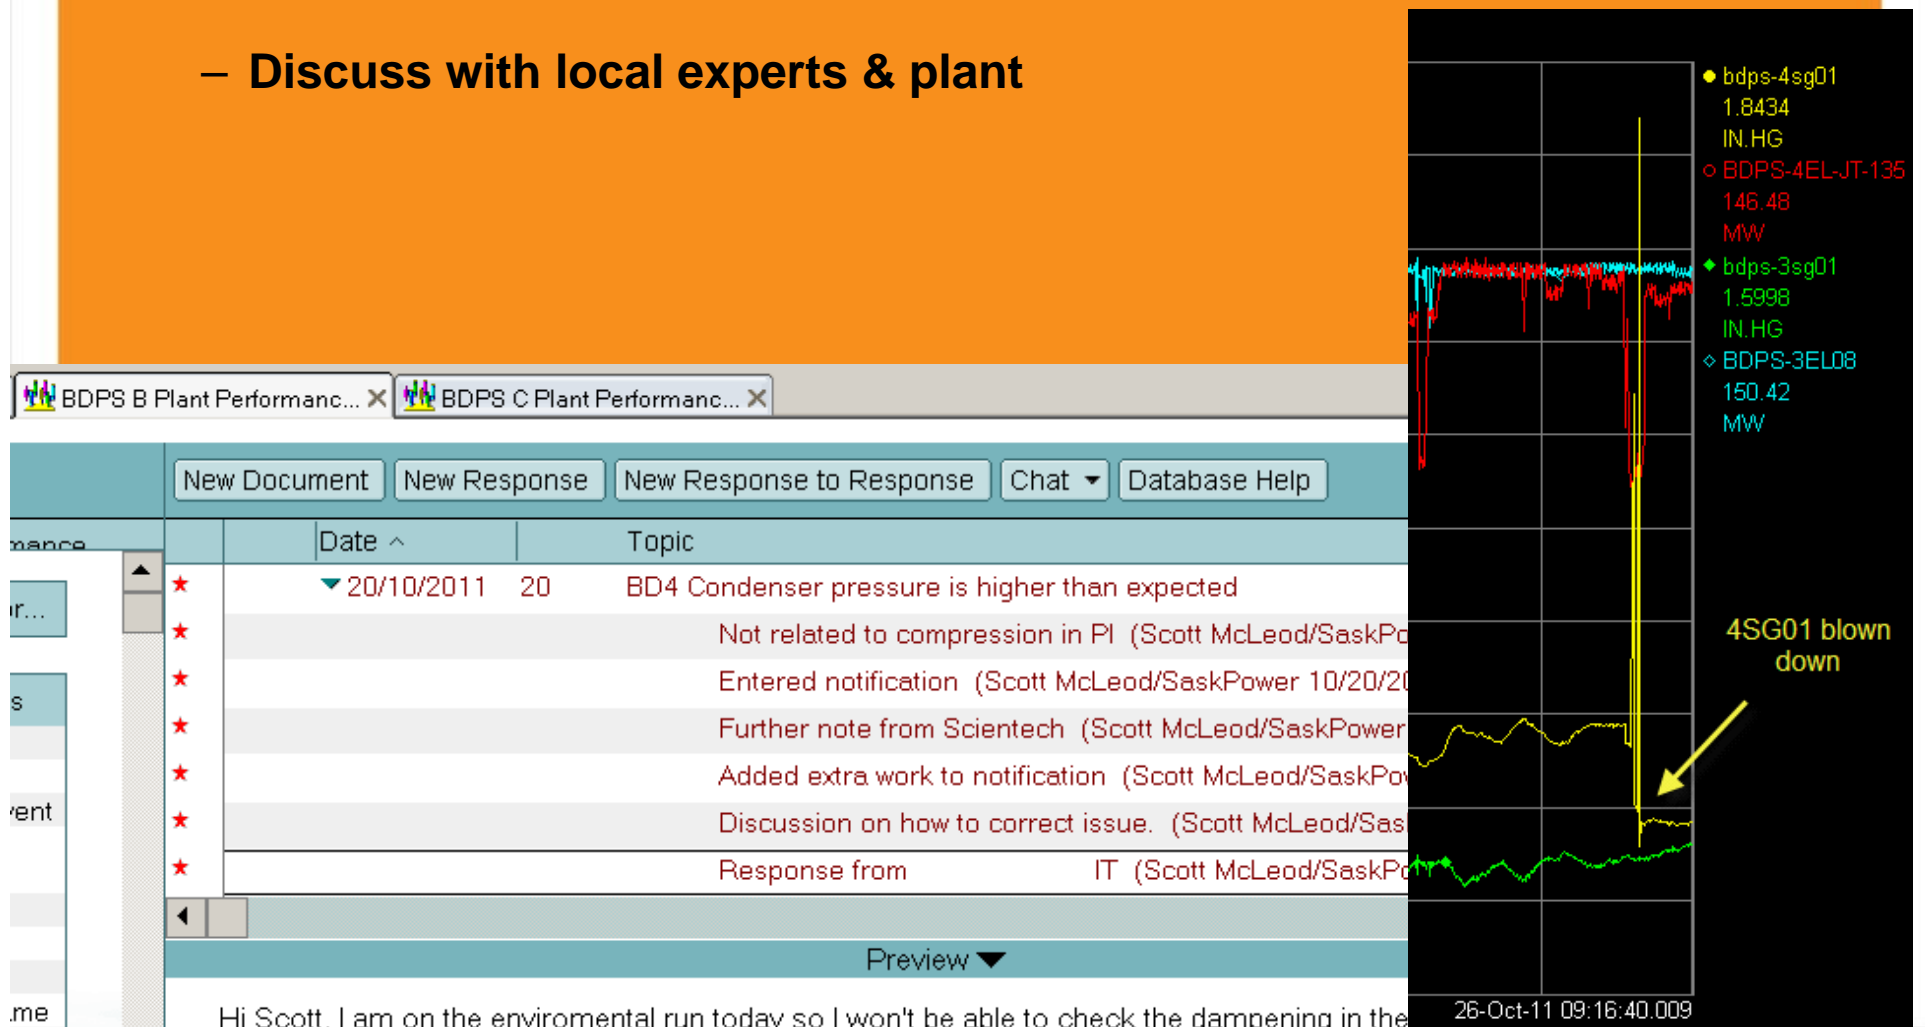 – Discuss with local experts & plant
BDPS B Plant Performanc...
BDPS C Plant Performanc...
New Document
New Response
New Response to Response
Chat
Database Help
Date
Topic
20/10/2011 20 BD4 Condenser pressure is higher than expected
Not related to compression in PI (Scott McLeod/SaskPo
Entered notification (Scott McLeod/SaskPower 10/20/20
Further note from Scientech (Scott McLeod/SaskPower
Added extra work to notification (Scott McLeod/SaskPov
Discussion on how to correct issue. (Scott McLeod/Sask
Response from IT (Scott McLeod/SaskPo
Preview
Hi Scott, I am on the enviromental run today so I won't be able to check the dampening in the
bdps-4sg01
1.8434
IN.HG
BDPS-4EL-JT-135
146.48
MW
bdps-3sg01
1.5998
IN.HG
BDPS-3EL08
150.42
MW
4SG01 blown
down
26-Oct-11 09:16:40.009